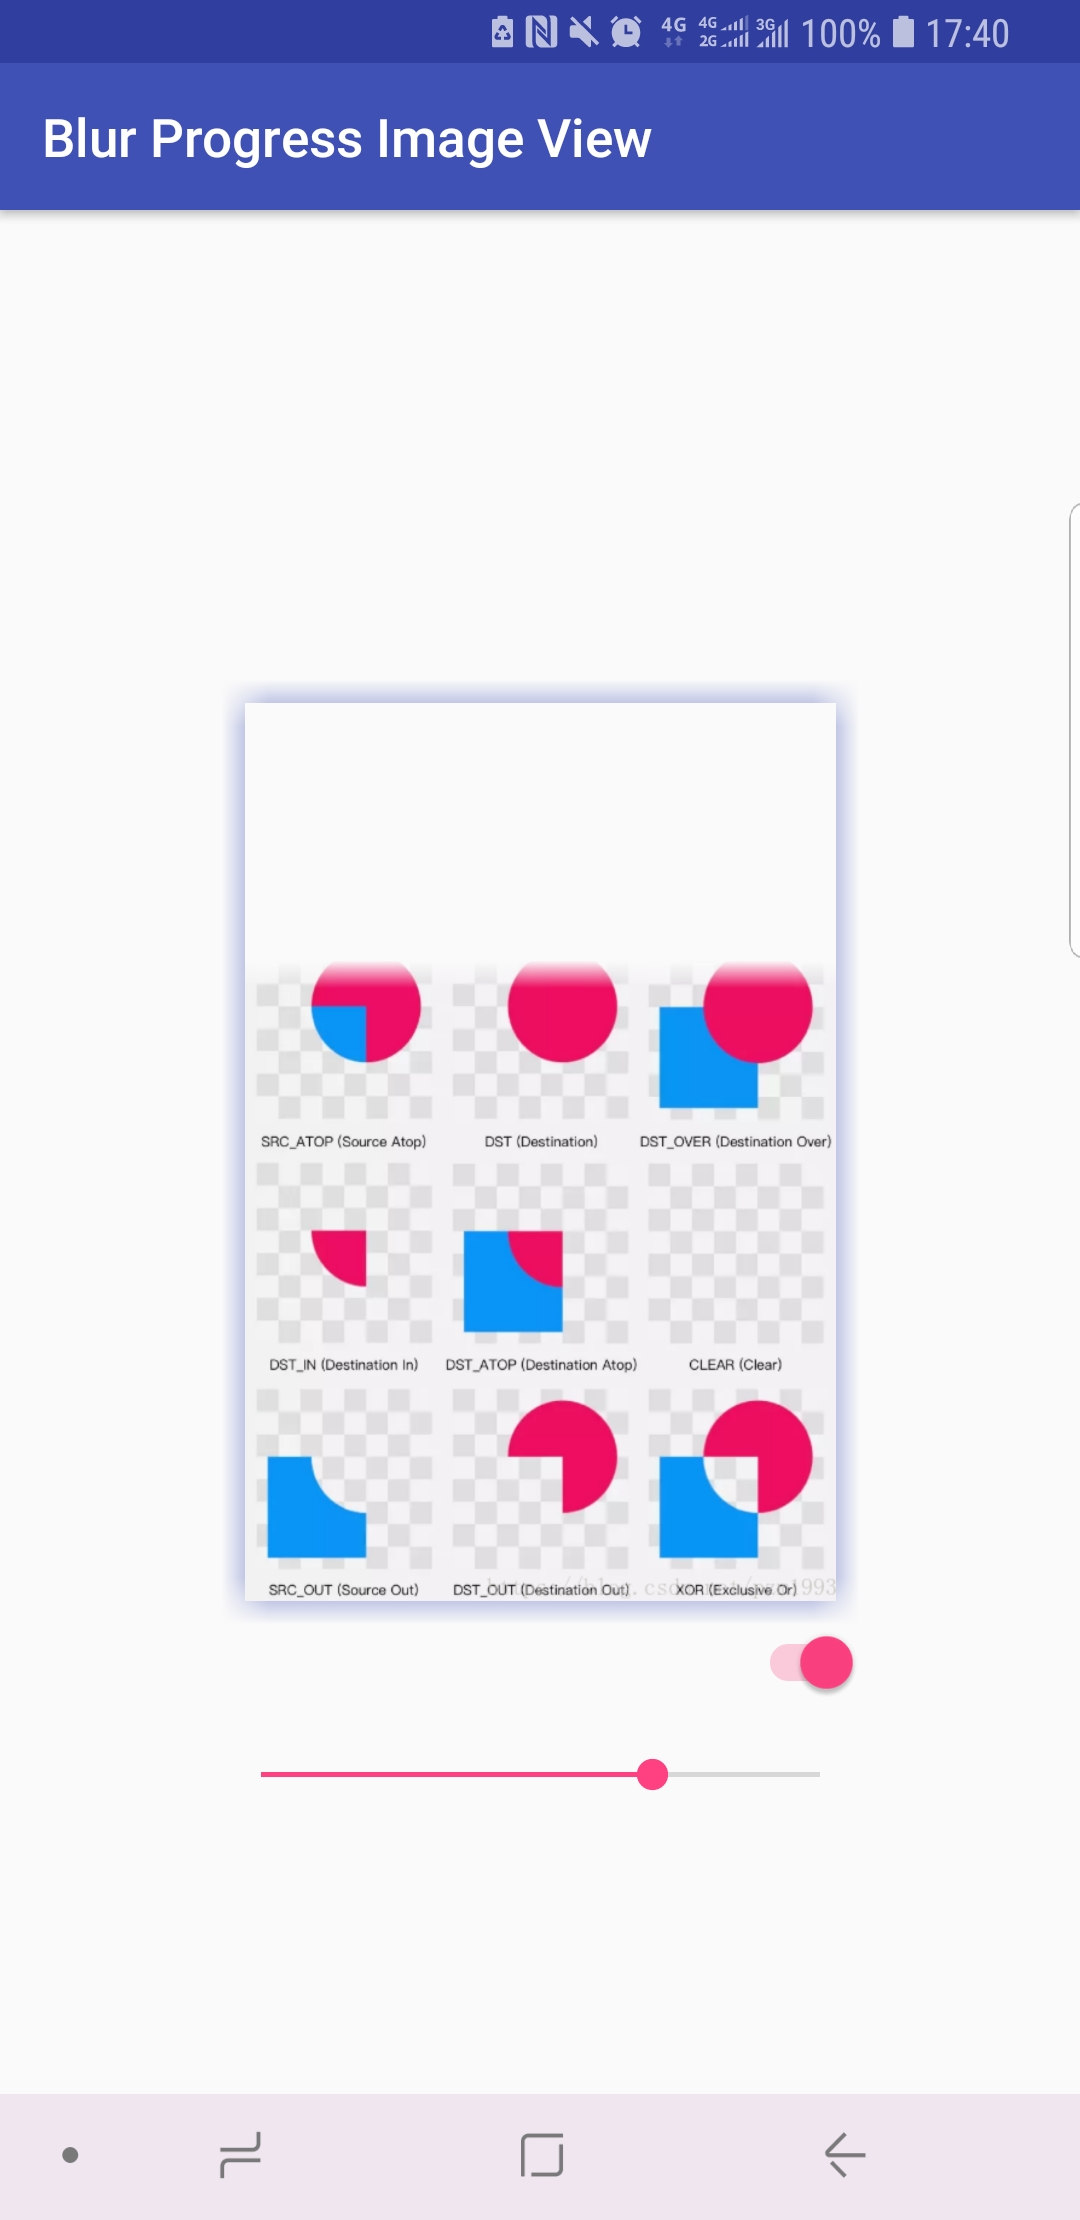 4G 4G 2G 3G 100% 17:40
Blur Progress Image View
SRC_ATOP (Source Atop) DST (Destination) DST_OVER (Destination Over)
DST_IN (Destination In) DST_ATOP (Destination Atop) CLEAR (Clear)
SRC_OUT (Source Out) DST_OUT (Destination Out) XOR (Exclusive Or)